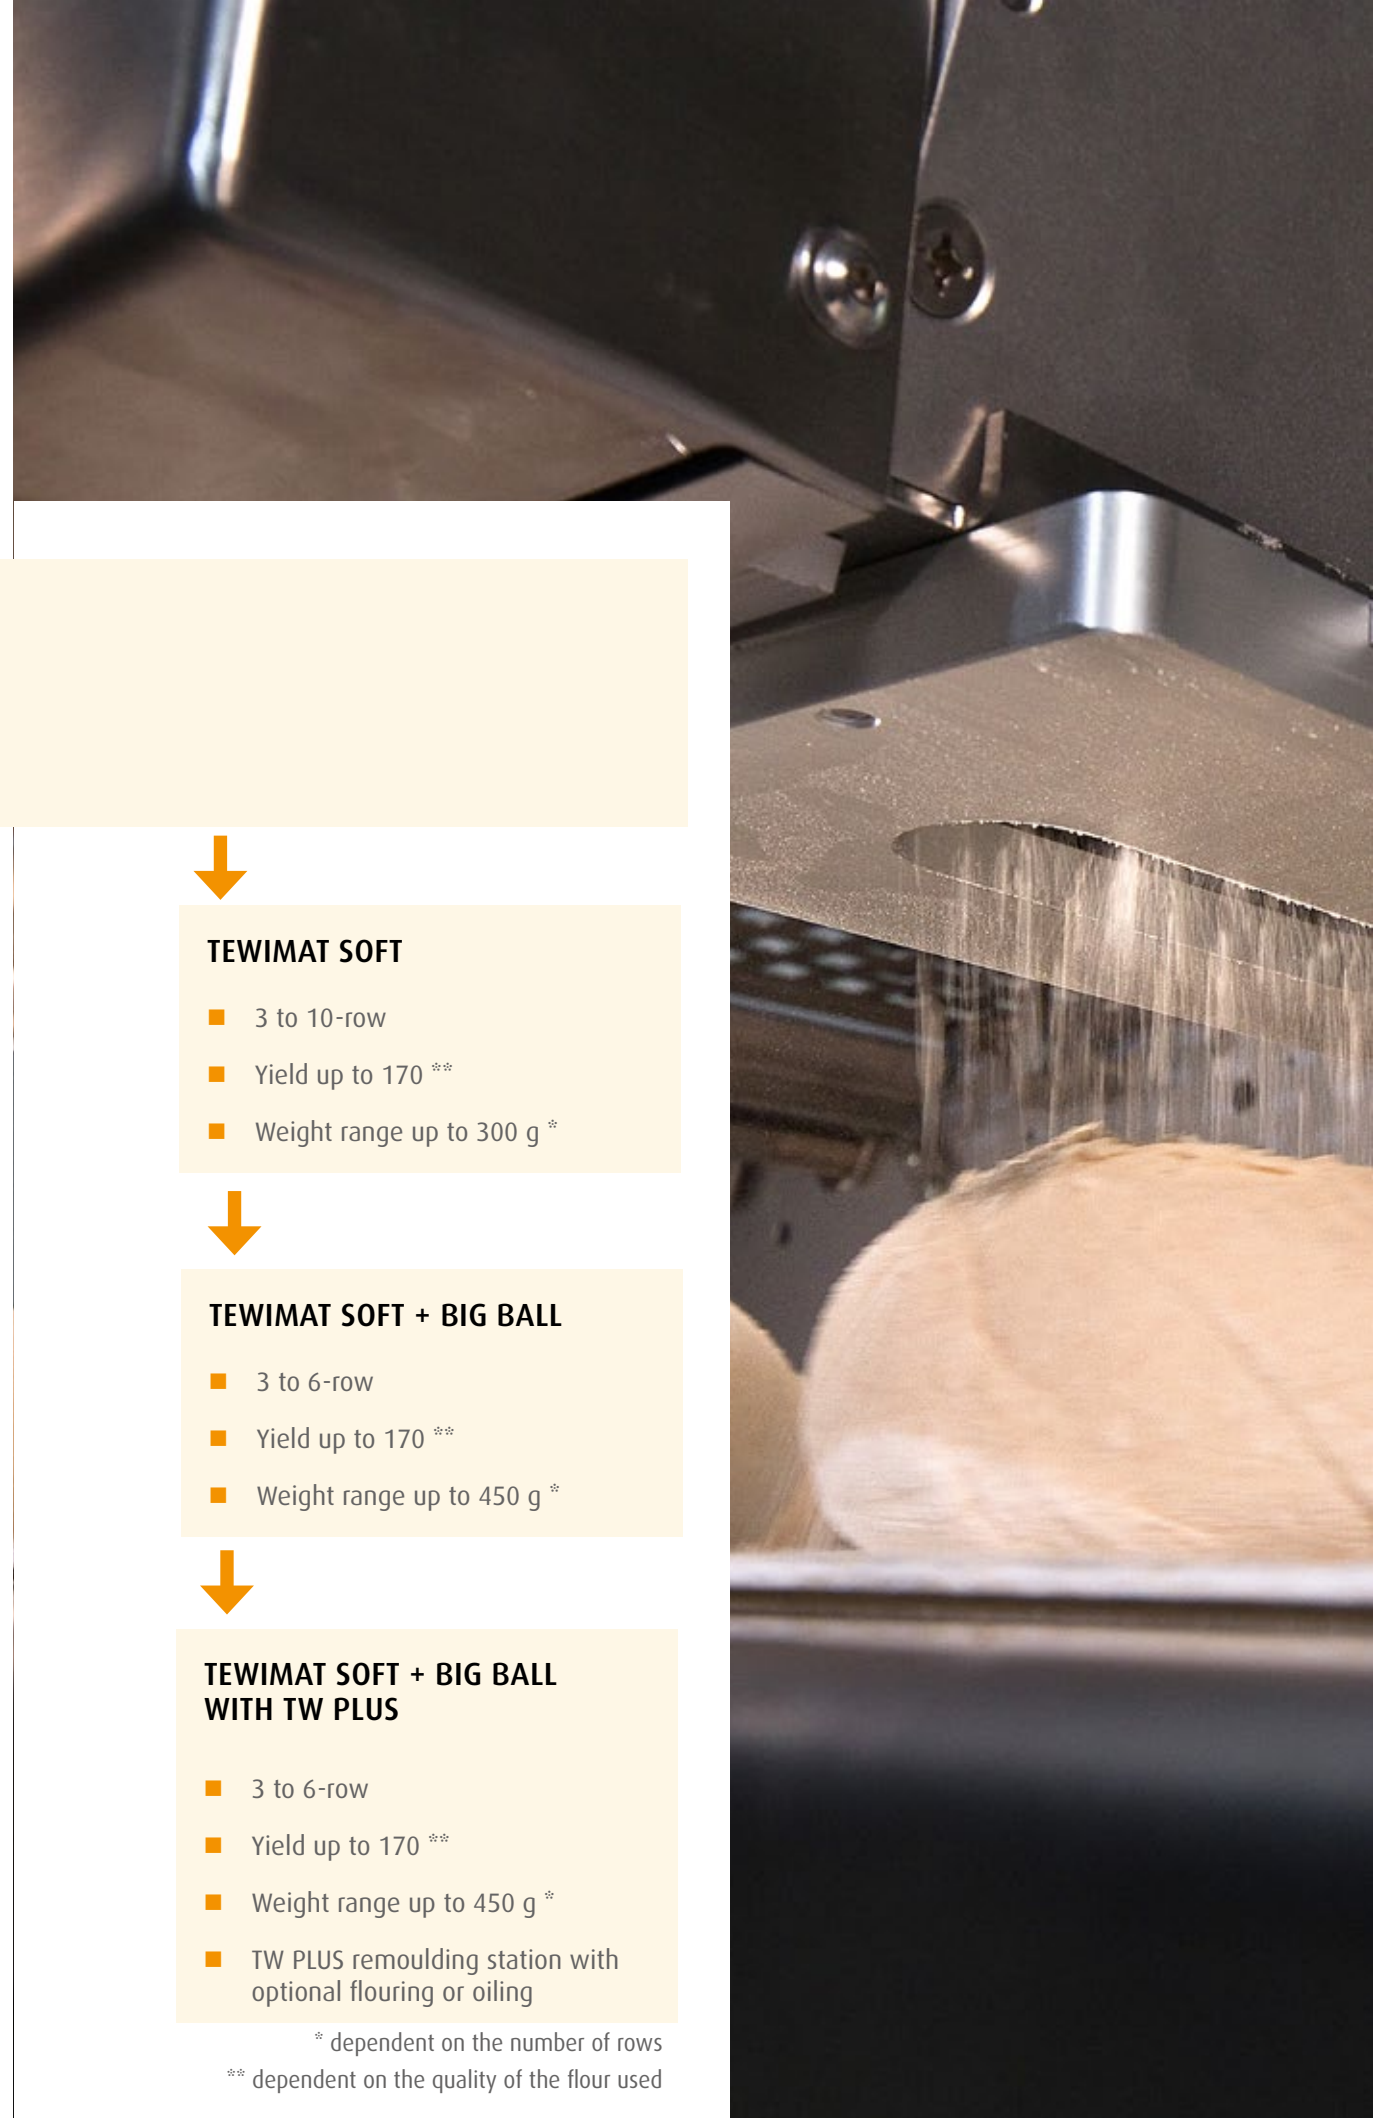 TEWIMAT SOFT
3 to 10-row
Yield up to 170 **
Weight range up to 300 g *
TEWIMAT SOFT + BIG BALL
3 to 6-row
Yield up to 170 **
Weight range up to 450 g *
TEWIMAT SOFT + BIG BALL
WITH TW PLUS
3 to 6-row
Yield up to 170 **
Weight range up to 450 g *
TW PLUS remoulding station with
optional flouring or oiling
* dependent on the number of rows
** dependent on the quality of the flour used